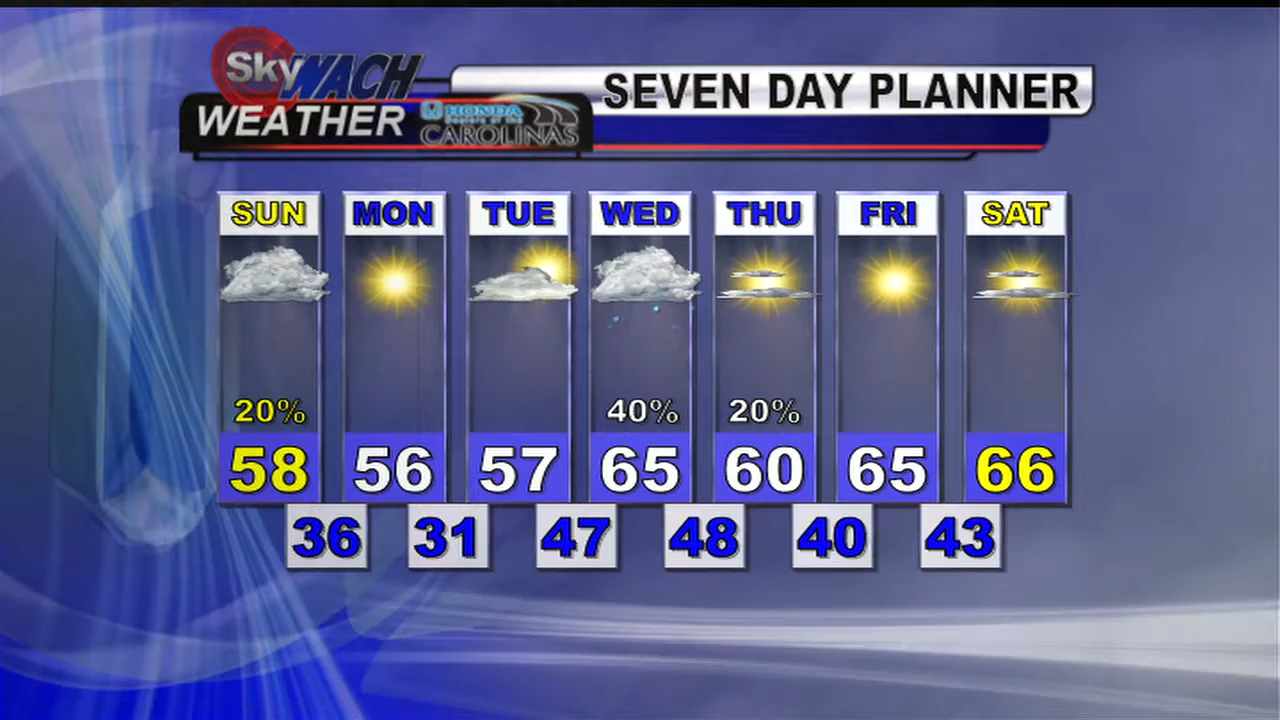 SkyWACH
SEVEN DAY PLANNER
WEATHER
HONDA
Dealers of the
CAROLINAS
SUN MON TUE WED THU FRI SAT
20% 40% 20%
58 56 57 65 60 65 66
36 31 47 48 40 43